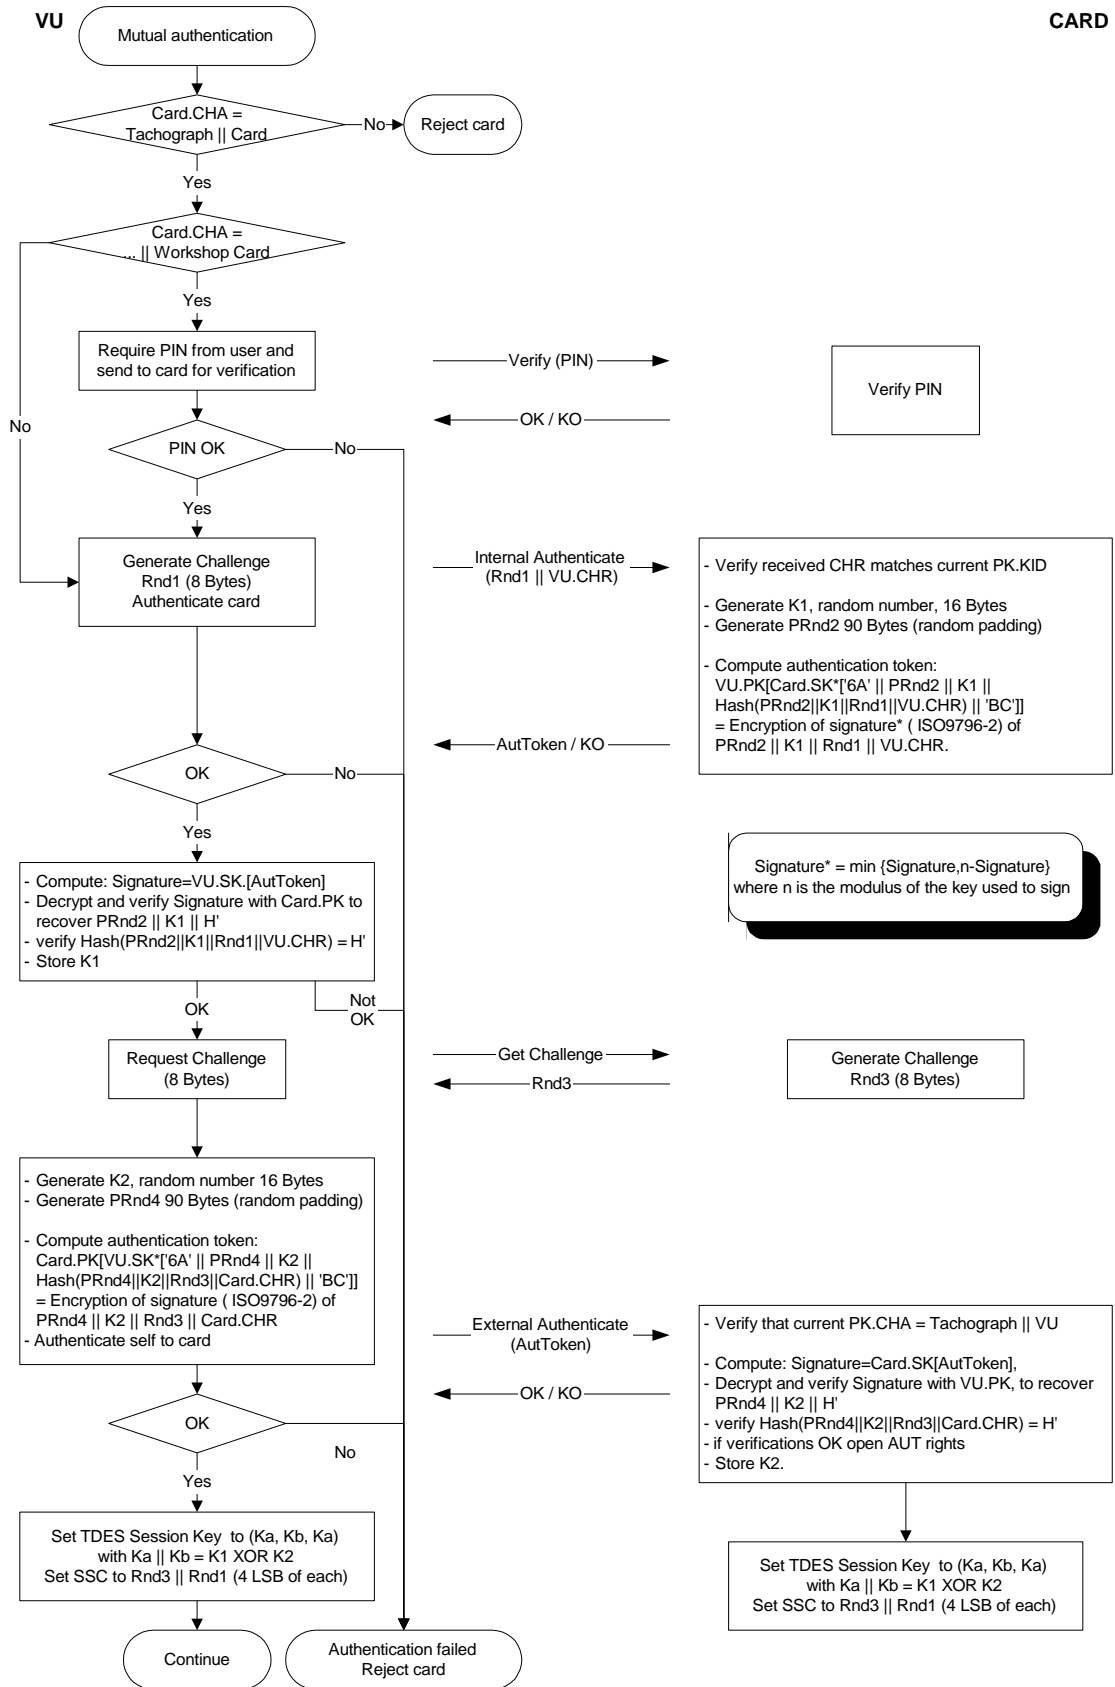 VU
CARD
Mutual authentication
Card.CHA =
Tachograph || Card
No
Reject card
Yes
Card.CHA =
... || Workshop Card
Yes
Require PIN from user and
send to card for verification
Verify (PIN)
Verify PIN
OK / KO
No
PIN OK
No
Yes
Generate Challenge
Rnd1 (8 Bytes)
Authenticate card
Internal Authenticate
(Rnd1 || VU.CHR)
- Verify received CHR matches current PK.KID
- Generate K1, random number, 16 Bytes
- Generate PRnd2 90 Bytes (random padding)
- Compute authentication token:
VU.PK[Card.SK*['6A' || PRnd2 || K1 ||
Hash(PRnd2||K1||Rnd1||VU.CHR) || 'BC']]
= Encryption of signature* ( ISO9796-2) of
PRnd2 || K1 || Rnd1 || VU.CHR.
AutToken / KO
OK
No
Yes
Signature* = min {Signature,n-Signature}
where n is the modulus of the key used to sign
- Compute: Signature=VU.SK.[AutToken]
- Decrypt and verify Signature with Card.PK to
recover PRnd2 || K1 || H'
- verify Hash(PRnd2||K1||Rnd1||VU.CHR) = H'
- Store K1
OK
Not
OK
Request Challenge
(8 Bytes)
Get Challenge
Rnd3
Generate Challenge
Rnd3 (8 Bytes)
- Generate K2, random number 16 Bytes
- Generate PRnd4 90 Bytes (random padding)
- Compute authentication token:
Card.PK[VU.SK*['6A' || PRnd4 || K2 ||
Hash(PRnd4||K2||Rnd3||Card.CHR) || 'BC']]
= Encryption of signature ( ISO9796-2) of
PRnd4 || K2 || Rnd3 || Card.CHR
- Authenticate self to card
External Authenticate
(AutToken)
- Verify that current PK.CHA = Tachograph || VU
- Compute: Signature=Card.SK[AutToken],
- Decrypt and verify Signature with VU.PK, to recover
PRnd4 || K2 || H'
- verify Hash(PRnd4||K2||Rnd3||Card.CHR) = H'
- if verifications OK open AUT rights
- Store K2.
OK / KO
OK
No
Yes
Set TDES Session Key to (Ka, Kb, Ka)
with Ka || Kb = K1 XOR K2
Set SSC to Rnd3 || Rnd1 (4 LSB of each)
Set TDES Session Key to (Ka, Kb, Ka)
with Ka || Kb = K1 XOR K2
Set SSC to Rnd3 || Rnd1 (4 LSB of each)
Continue
Authentication failed
Reject card